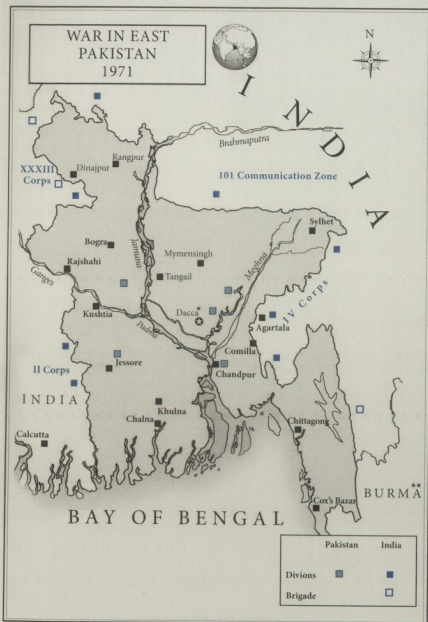 WAR IN EAST
PAKISTAN
1971
N
INDIA
Brahmaputra
Rangpur
Dinajpur
XXXIII
Corps
101 Communication Zone
Sylhet
Jamuna
Bogra
Mymensingh
Meghna
Rajshahi
Ganges
Tangail
Kushtia
Dacca*
Padma
Agartala
IV Corps
Comilla
II Corps
Jessore
Chandpur
INDIA
Khulna
Chalna
Calcutta
Chittagong
Cox's Bazar
BURMA**
BAY OF BENGAL
Pakistan India
Divions
Brigade